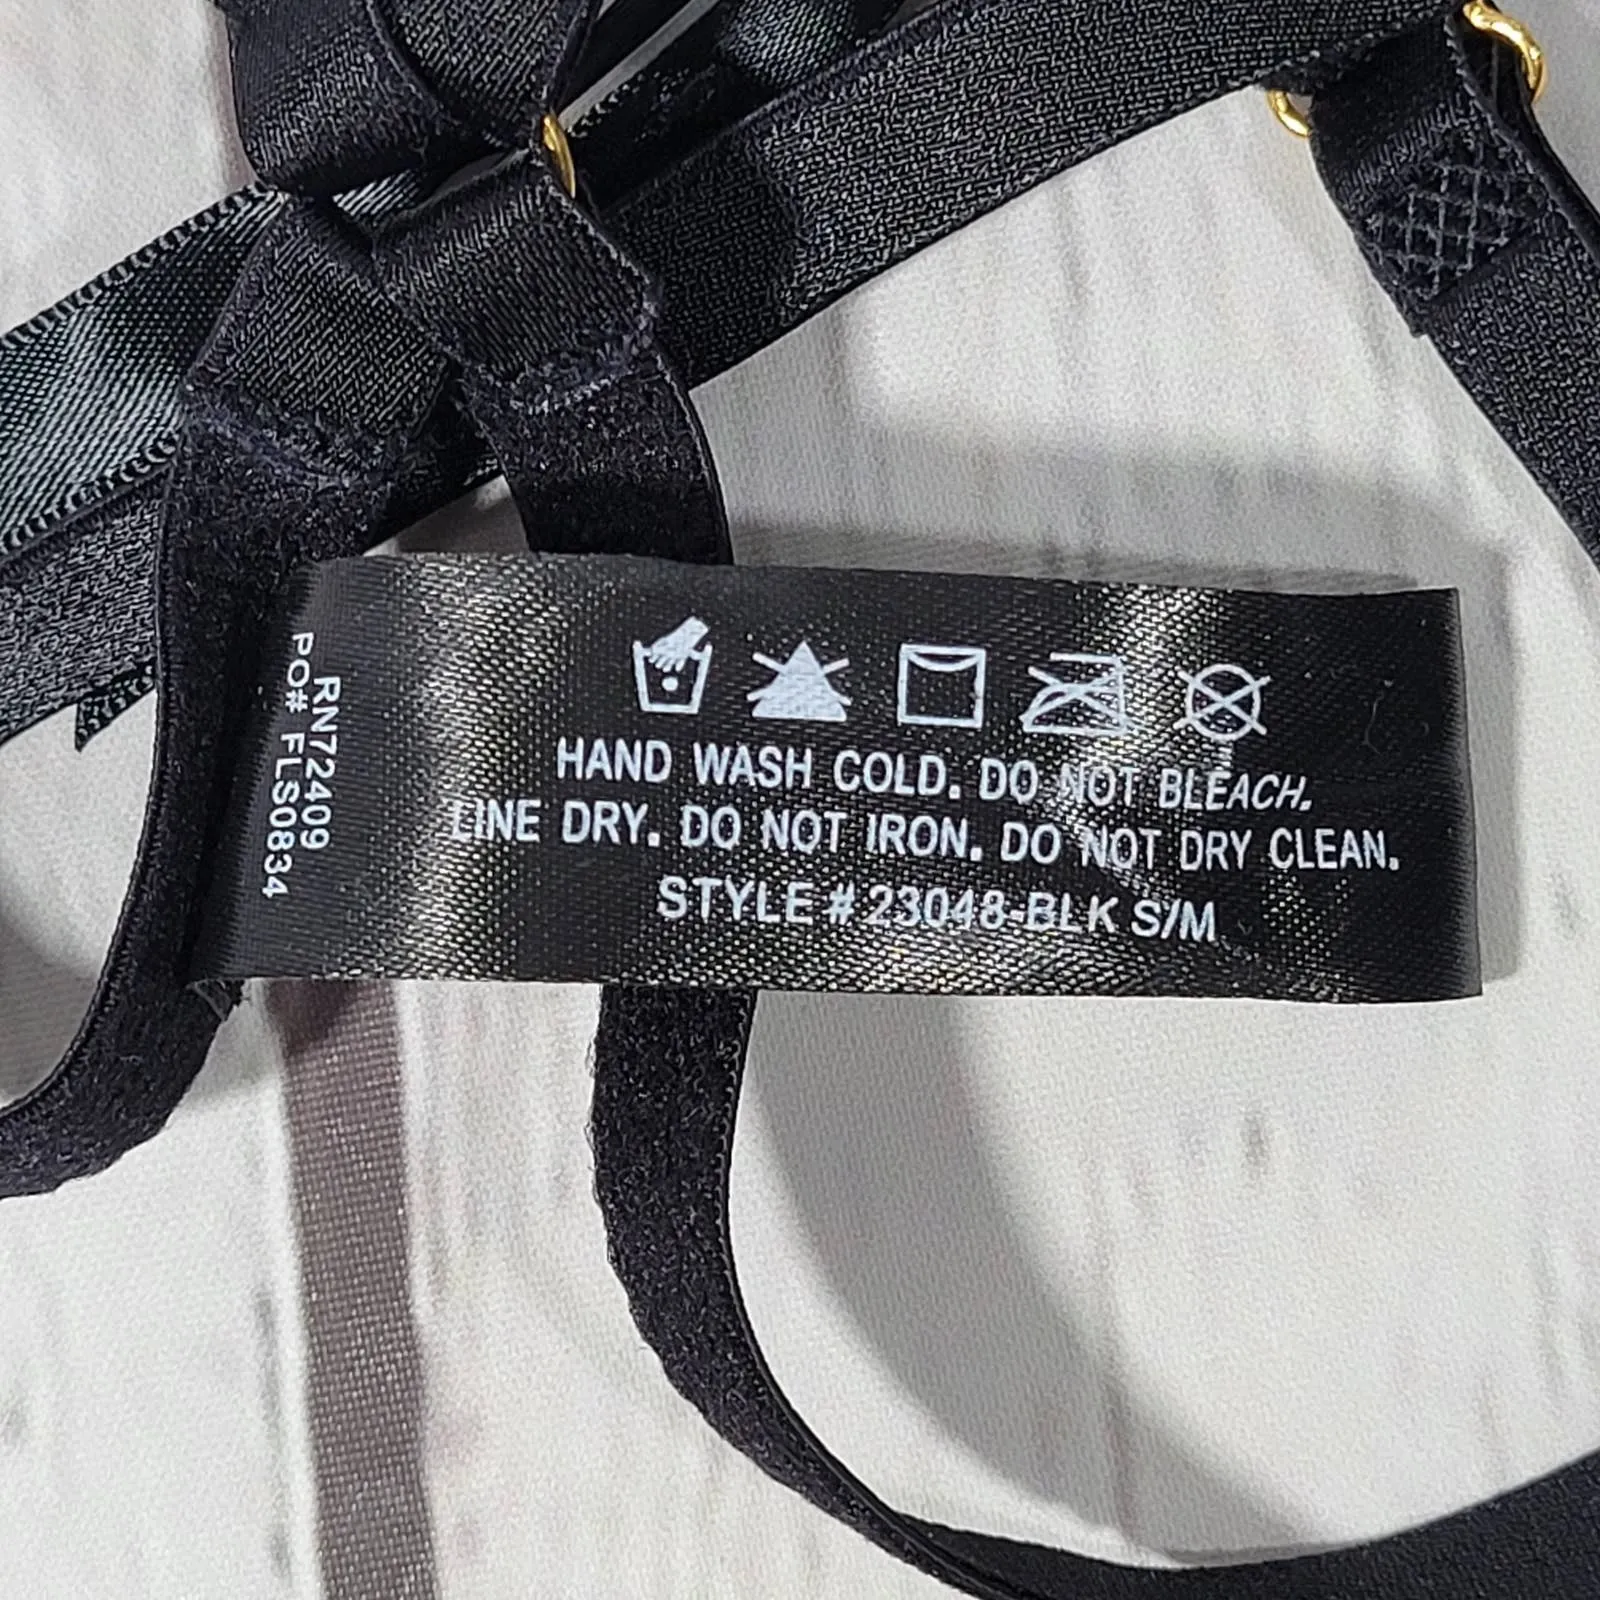 HAND WASH COLD. DO NOT BLEACH.
LINE DRY. DO NOT IRON. DO NOT DRY CLEAN.
STYLE # 23048-BLK S/M
RN72409
PO# FLS0834